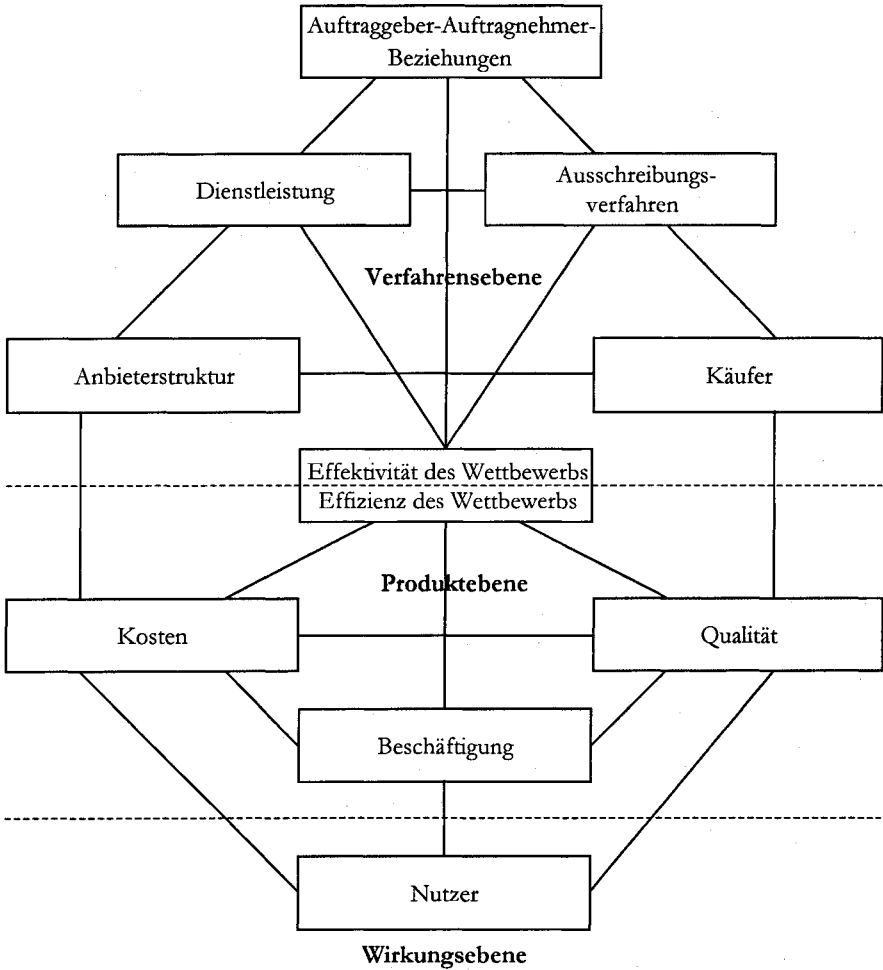 Auftraggeber-Auftragnehmer-
Beziehungen
Dienstleistung
Ausschreibungs-
verfahren
Verfahrensebene
Anbieterstruktur
Käufer
Effektivität des Wettbewerbs
Effizienz des Wettbewerbs
Produktebene
Kosten
Qualität
Beschäftigung
Nutzer
Wirkungsebene